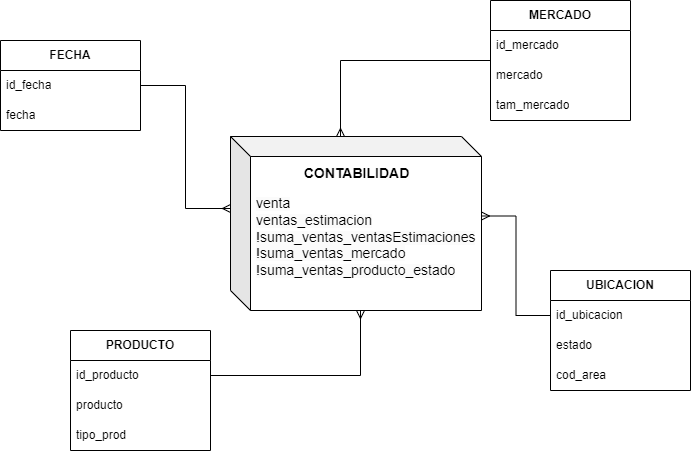 MERCADO
id_mercado
mercado
tam_mercado
FECHA
id_fecha
fecha
CONTABILIDAD
venta
ventas_estimacion
!suma_ventas_ventasEstimaciones
!suma_ventas_mercado
!suma_ventas_producto_estado
UBICACION
id_ubicacion
estado
cod_area
PRODUCTO
id_producto
producto
tipo_prod